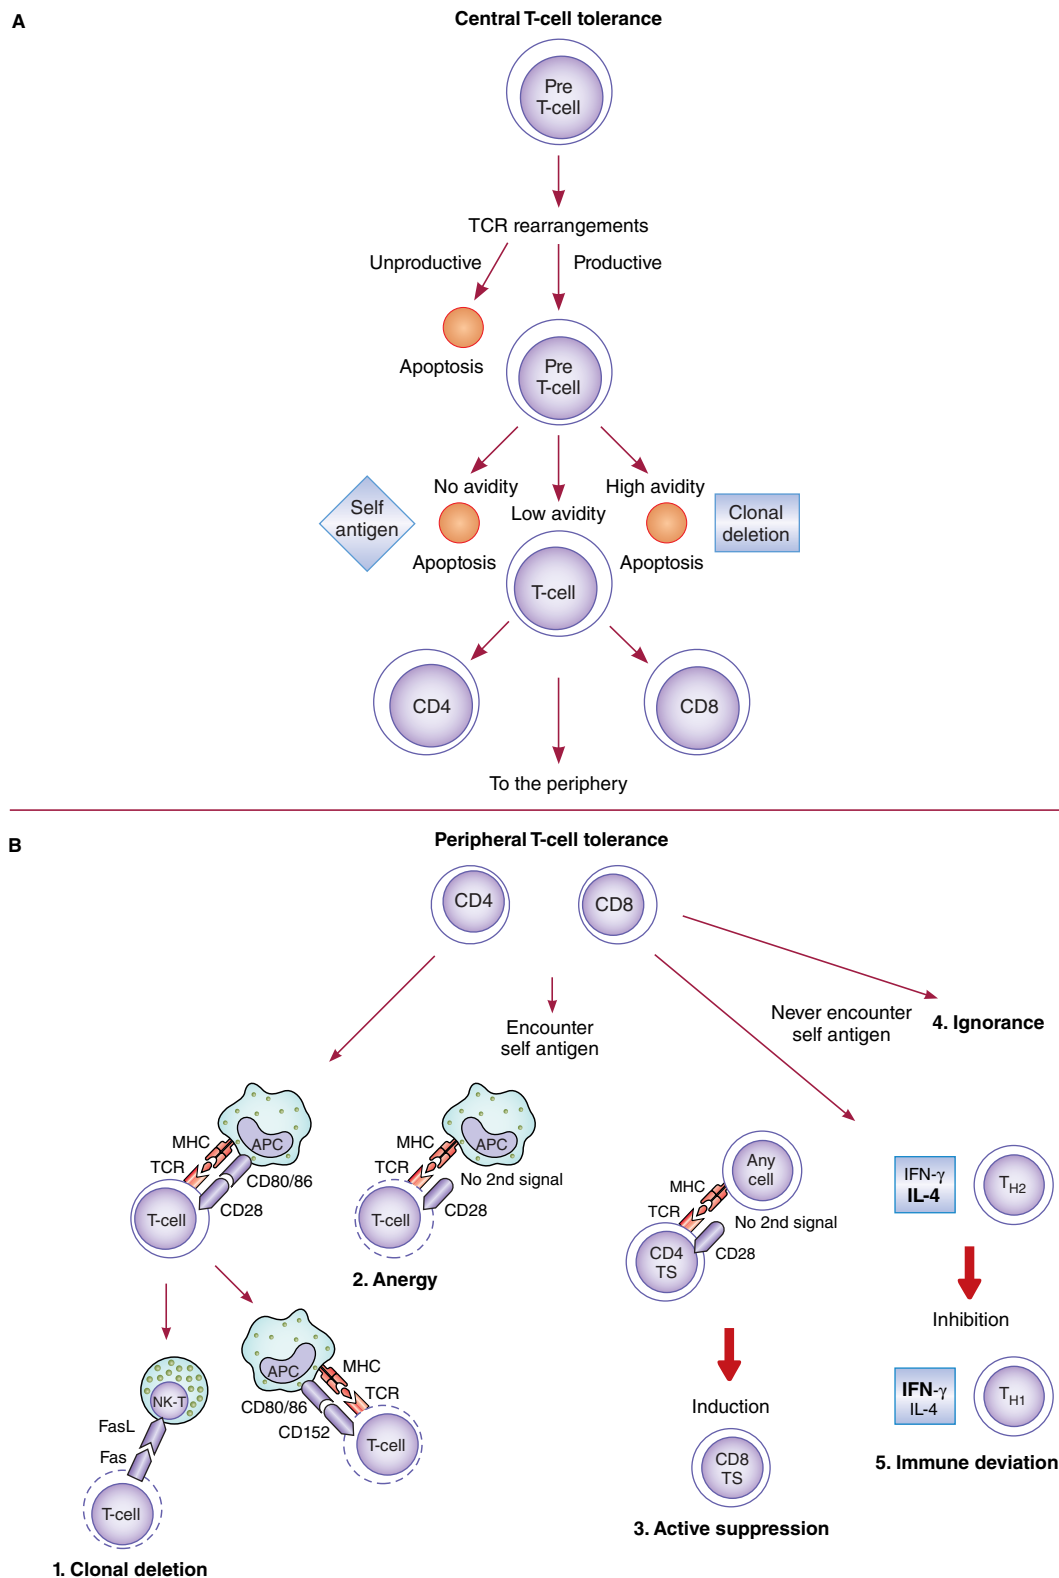 A
Central T-cell tolerance
Pre
T-cell
TCR rearrangements
Unproductive
Productive
Apoptosis
Pre
T-cell
No avidity
High avidity
Self
antigen
Low avidity
Clonal
deletion
Apoptosis
Apoptosis
T-cell
CD4
CD8
To the periphery
B
Peripheral T-cell tolerance
CD4
CD8
Encounter
self antigen
Never encounter
self antigen
4. Ignorance
MHC
APC
TCR
CD80/86
CD28
T-cell
MHC
APC
TCR
No 2nd signal
CD28
T-cell
2. Anergy
Any
cell
MHC
TCR
No 2nd signal
CD28
CD4
TS
IFN-γ
IL-4
TH2
Inhibition
NK-T
FasL
Fas
T-cell
1. Clonal deletion
APC
MHC
TCR
CD80/86
CD152
T-cell
Induction
CD8
TS
3. Active suppression
IFN-γ
IL-4
TH1
5. Immune deviation